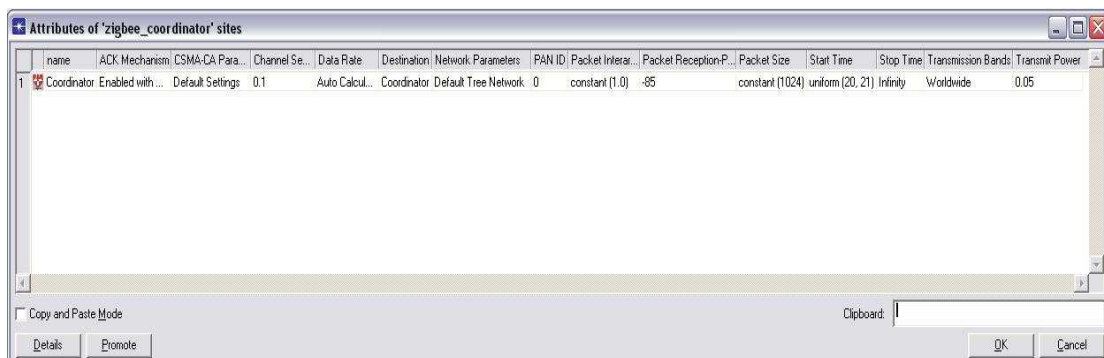 Attributes of 'zigbee_coordinator' sites
name ACK Mechanism CSMA-CA Para... Channel Se... Data Rate Destination Network Parameters PAN ID Packet Interar... Packet Reception-P... Packet Size Start Time Stop Time Transmission Bands Transmit Power
1 Coordinator Enabled with ... Default Settings 0.1 Auto Calcul... Coordinator Default Tree Network 0 constant (1.0) -85 constant (1024) uniform (20, 21) Infinity Worldwide 0.05
Copy and Paste Mode Clipboard:
Details Promote OK Cancel